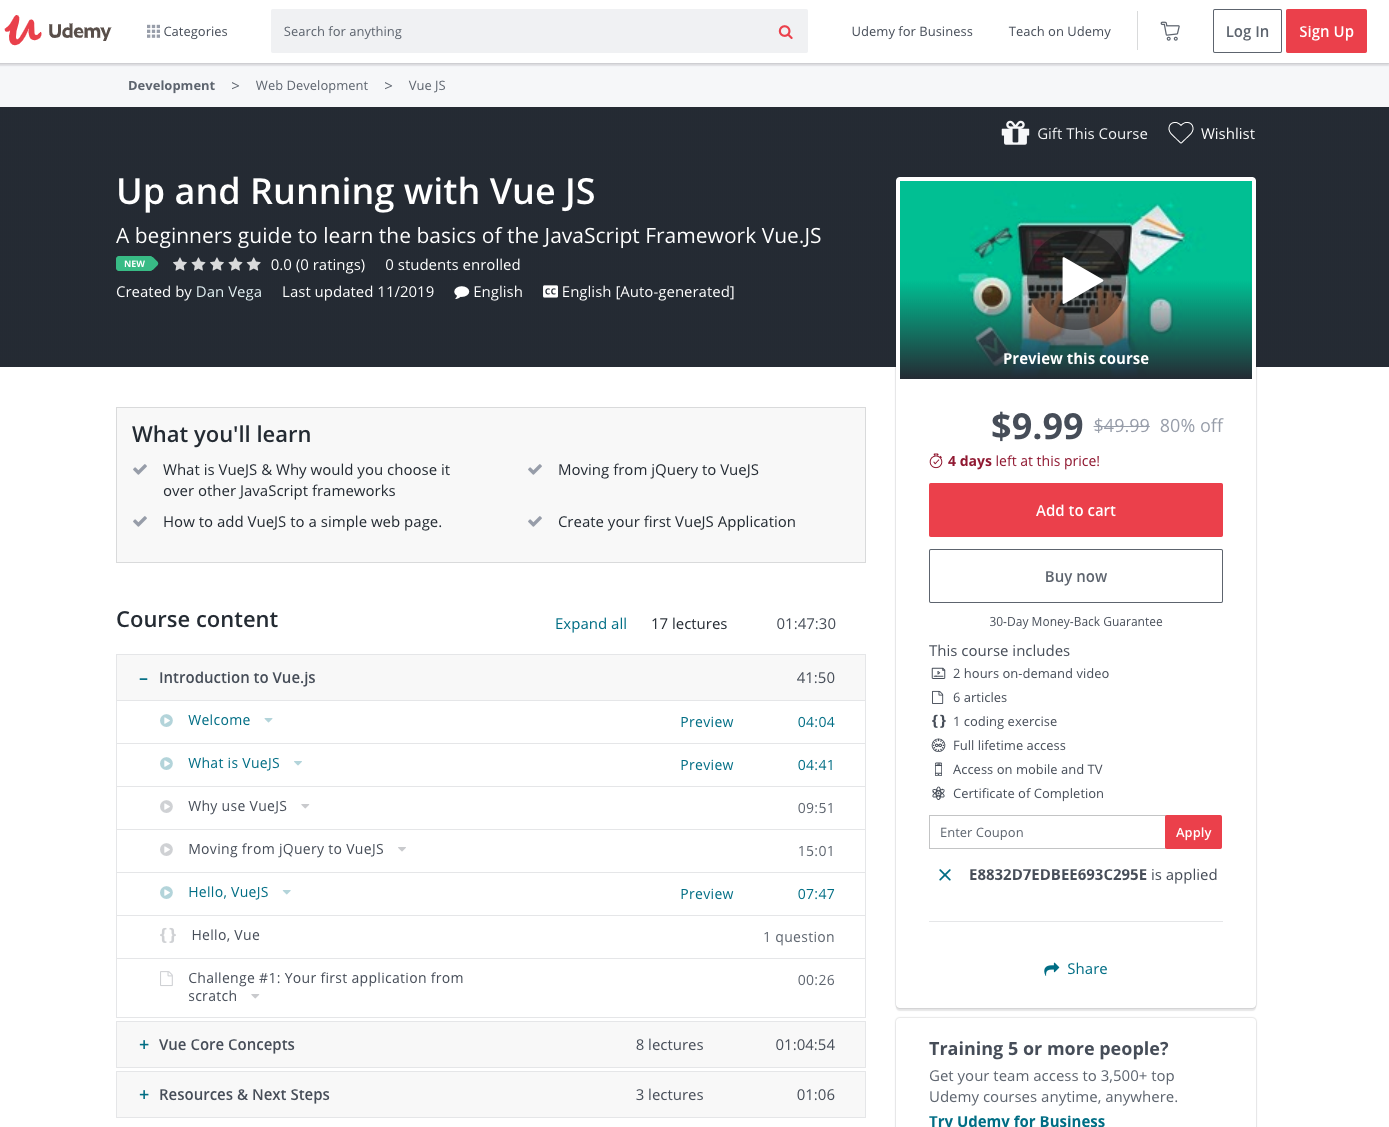 Udemy
Categories
Search for anything
Udemy for Business
Teach on Udemy
Log In
Sign Up
Development > Web Development > Vue JS
Gift This Course
Wishlist
Up and Running with Vue JS
A beginners guide to learn the basics of the JavaScript Framework Vue.JS
NEW 0.0 (0 ratings) 0 students enrolled
Created by Dan Vega Last updated 11/2019 English CC English [Auto-generated]
Preview this course
What you'll learn
What is VueJS & Why would you choose it
over other JavaScript frameworks
Moving from jQuery to VueJS
How to add VueJS to a simple web page.
Create your first VueJS Application
Course content
Expand all 17 lectures 01:47:30
– Introduction to Vue.js 41:50
Welcome Preview 04:04
What is VueJS Preview 04:41
Why use VueJS 09:51
Moving from jQuery to VueJS 15:01
Hello, VueJS Preview 07:47
{} Hello, Vue 1 question
Challenge #1: Your first application from
scratch 00:26
+ Vue Core Concepts 8 lectures 01:04:54
+ Resources & Next Steps 3 lectures 01:06
$9.99 $49.99 80% off
4 days left at this price!
Add to cart
Buy now
30-Day Money-Back Guarantee
This course includes
2 hours on-demand video
6 articles
{} 1 coding exercise
Full lifetime access
Access on mobile and TV
Certificate of Completion
Enter Coupon Apply
E8832D7EDBEE693C295E is applied
Share
Training 5 or more people?
Get your team access to 3,500+ top
Udemy courses anytime, anywhere.
Try Udemy for Business